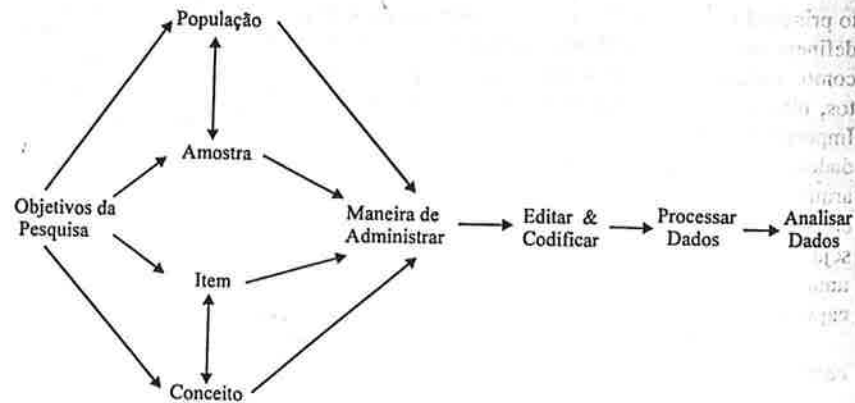 População
Amostra
Objetivos da
Pesquisa
Maneira de
Administrar
Editar &
Codificar
Processar
Dados
Analisar
Dados
Item
Conceito